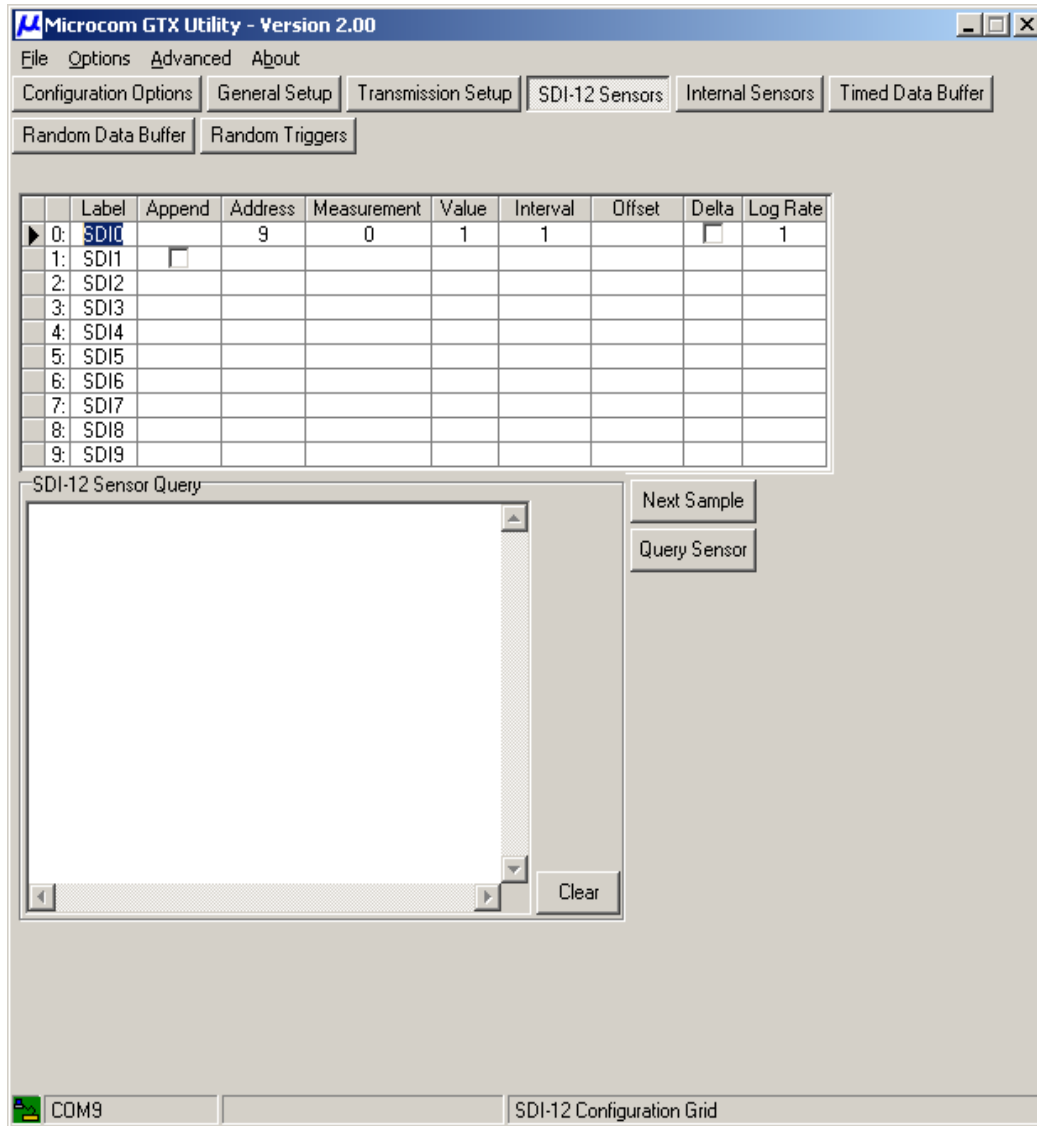 Microcom GTX Utility - Version 2.00
File Options Advanced About
Configuration Options General Setup Transmission Setup SDI-12 Sensors Internal Sensors Timed Data Buffer
Random Data Buffer Random Triggers
Label Append Address Measurement Value Interval Offset Delta Log Rate
0: SDI0 9 0 1 1 1
1: SDI1
2: SDI2
3: SDI3
4: SDI4
5: SDI5
6: SDI6
7: SDI7
8: SDI8
9: SDI9
SDI-12 Sensor Query
Next Sample
Query Sensor
Clear
COM9 SDI-12 Configuration Grid